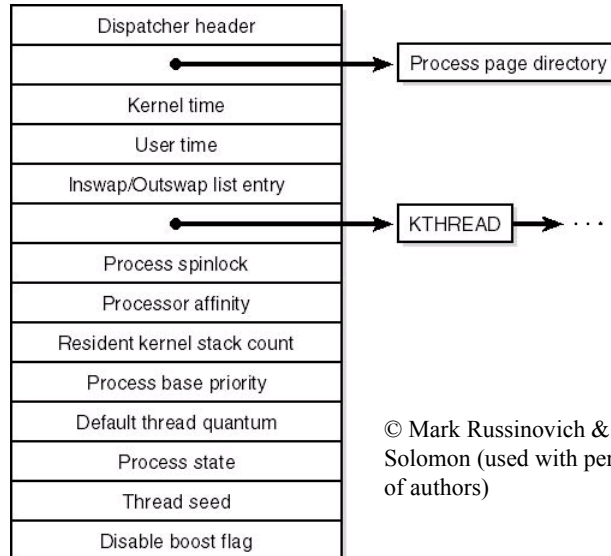 Dispatcher header
Process page directory
Kernel time
User time
Inswap/Outswap list entry
KTHREAD
Process spinlock
Processor affinity
Resident kernel stack count
Process base priority
Default thread quantum
Process state
Thread seed
Disable boost flag
© Mark Russinovich &
Solomon (used with per
of authors)